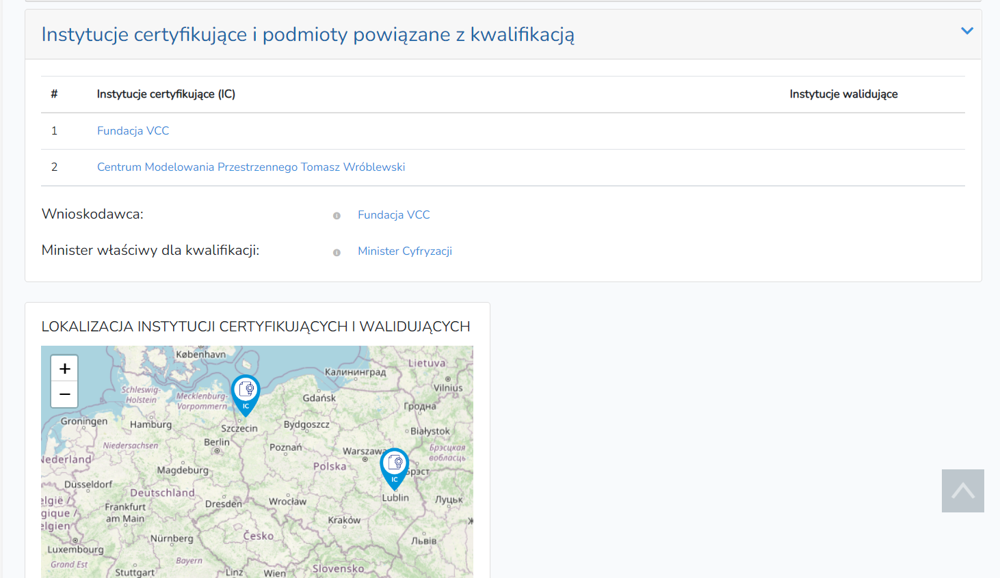 Instytucje certyfikujące i podmioty powiązane z kwalifikacją
# Instytucje certyfikujące (IC) Instytucje walidujące
1 Fundacja VCC
2 Centrum Modelowania Przestrzennego Tomasz Wróblewski
Wnioskodawca: Fundacja VCC
Minister właściwy dla kwalifikacji: Minister Cyfryzacji
LOKALIZACJA INSTYTUCJI CERTYFIKUJĄCYCH I WALIDUJĄCYCH
+
−
København
Lietuva
Калининград
Vilnius
Schleswig-
Holstein
Mecklenburg-
Vorpommern
Gdańsk
IC
Гродна
Groningen
Hamburg
Szczecin
Bydgoszcz
Białystok
Niedersachsen
Berlin
Poznań
Warszawa
Брэсцкая
вобласць
Nederland
Magdeburg
Polska
Брэст
IC
Düsseldorf
Deutschland
Lublin
Луцьк
elgië /
gique /
elgien
Frankfurt
am Main
Dresden
Wrocław
Kraków
Nürnberg
Česko
Львів
Luxembourg
Grand Est
Bayern
Stuttgart
Linz
Wien
Slovensko